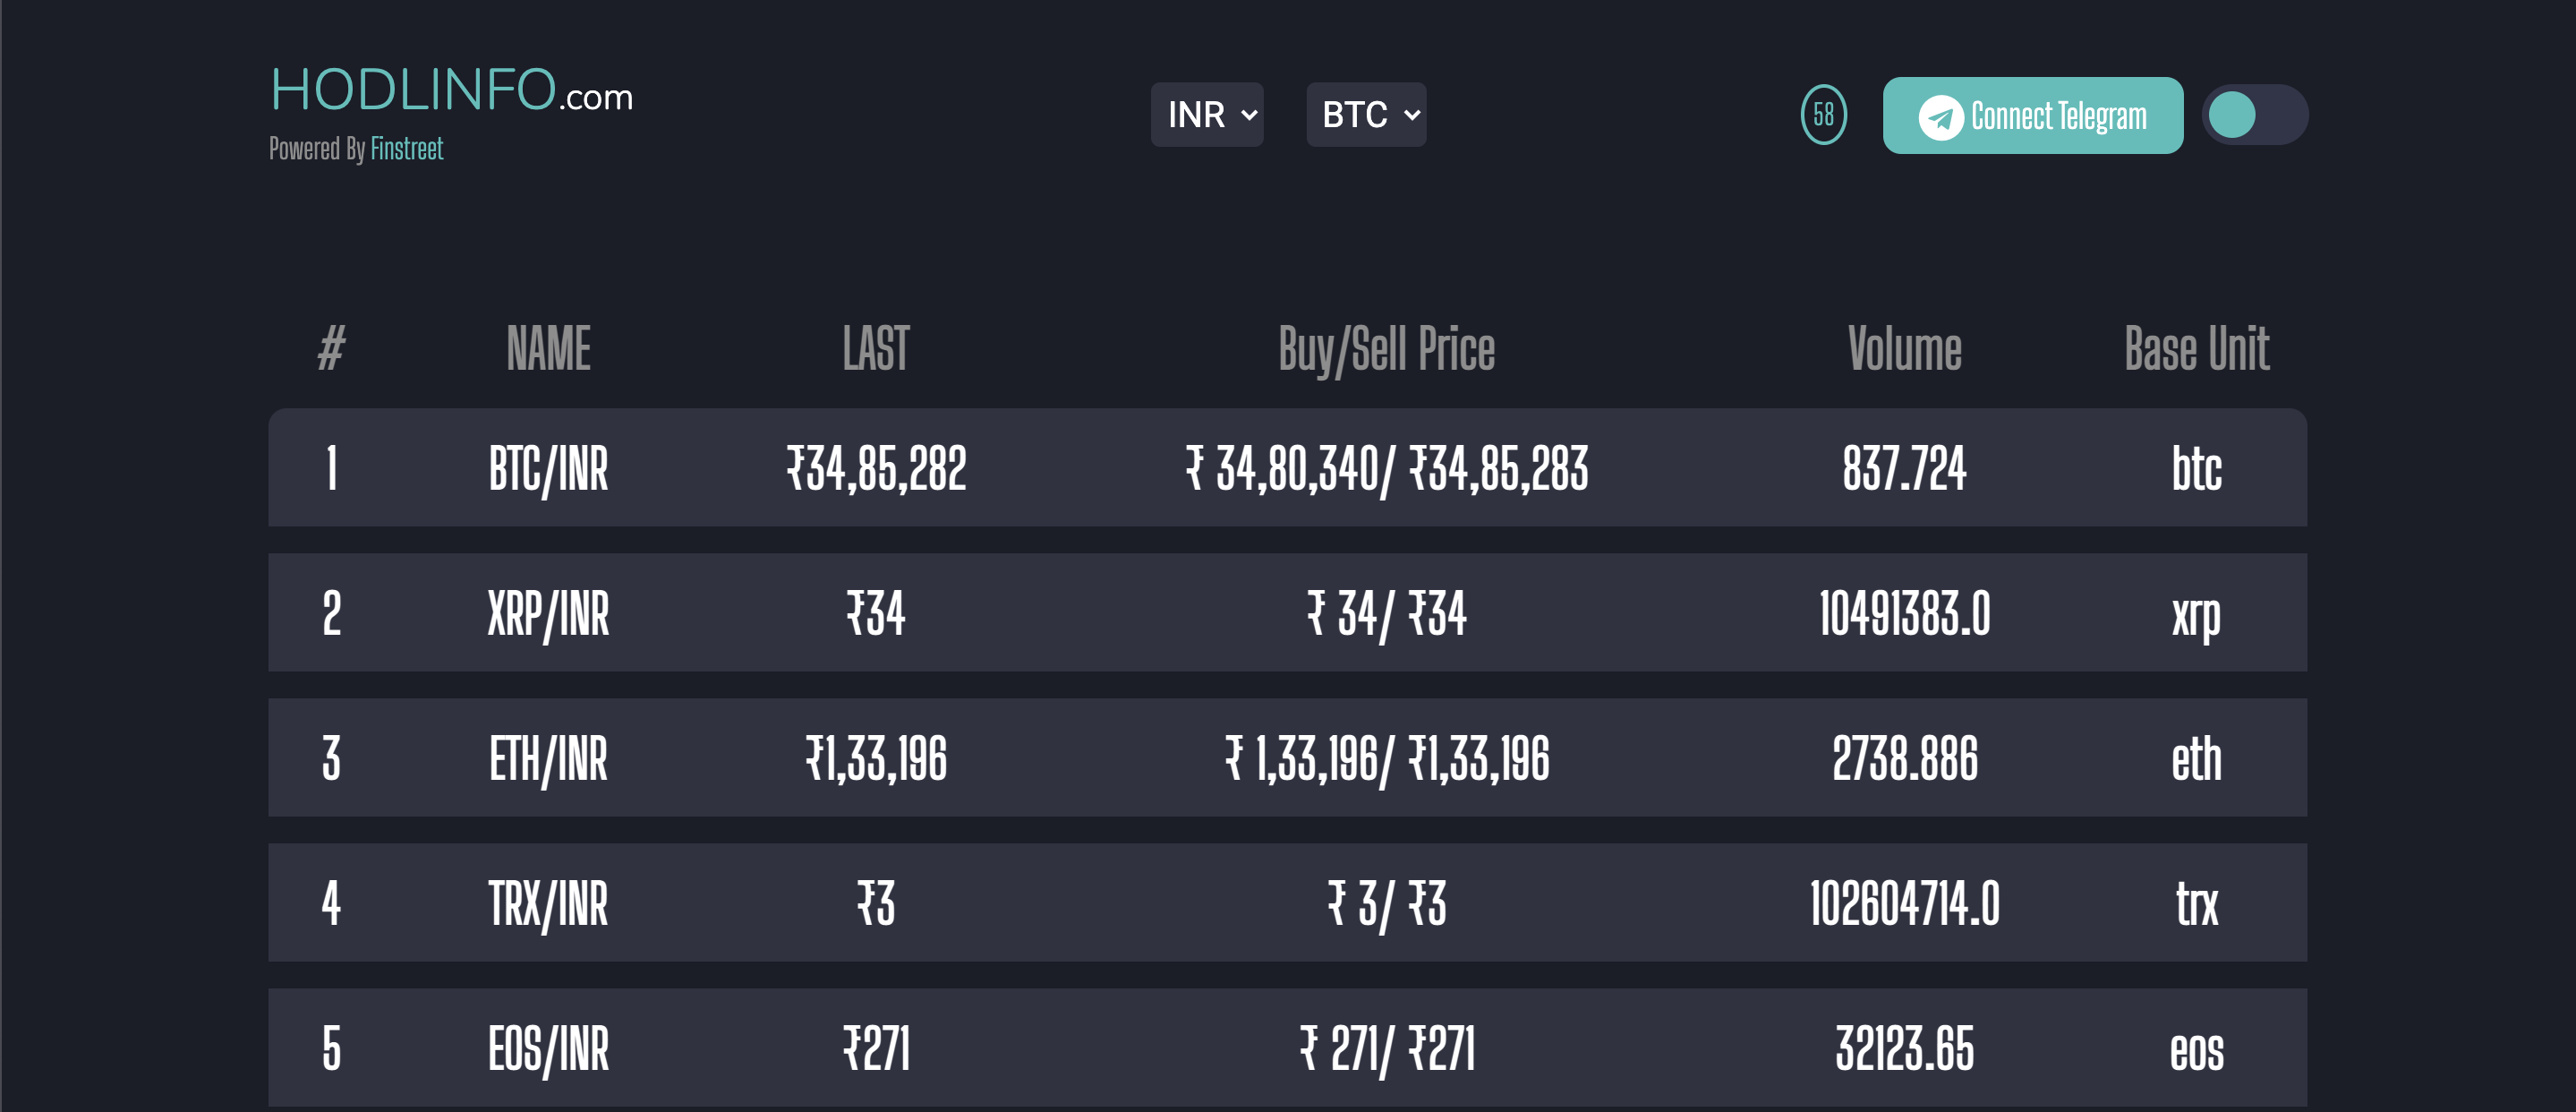 HODLINFO.com
Powered By Finstreet
INR BTC
58 Connect Telegram
# NAME LAST Buy/Sell Price Volume Base Unit
1 BTC/INR ₹34,85,282 ₹ 34,80,340/ ₹34,85,283 837.724 btc
2 XRP/INR ₹34 ₹ 34/ ₹34 10491383.0 xrp
3 ETH/INR ₹1,33,196 ₹ 1,33,196/ ₹1,33,196 2738.886 eth
4 TRX/INR ₹3 ₹ 3/ ₹3 102604714.0 trx
5 EOS/INR ₹271 ₹ 271/ ₹271 32123.65 eos